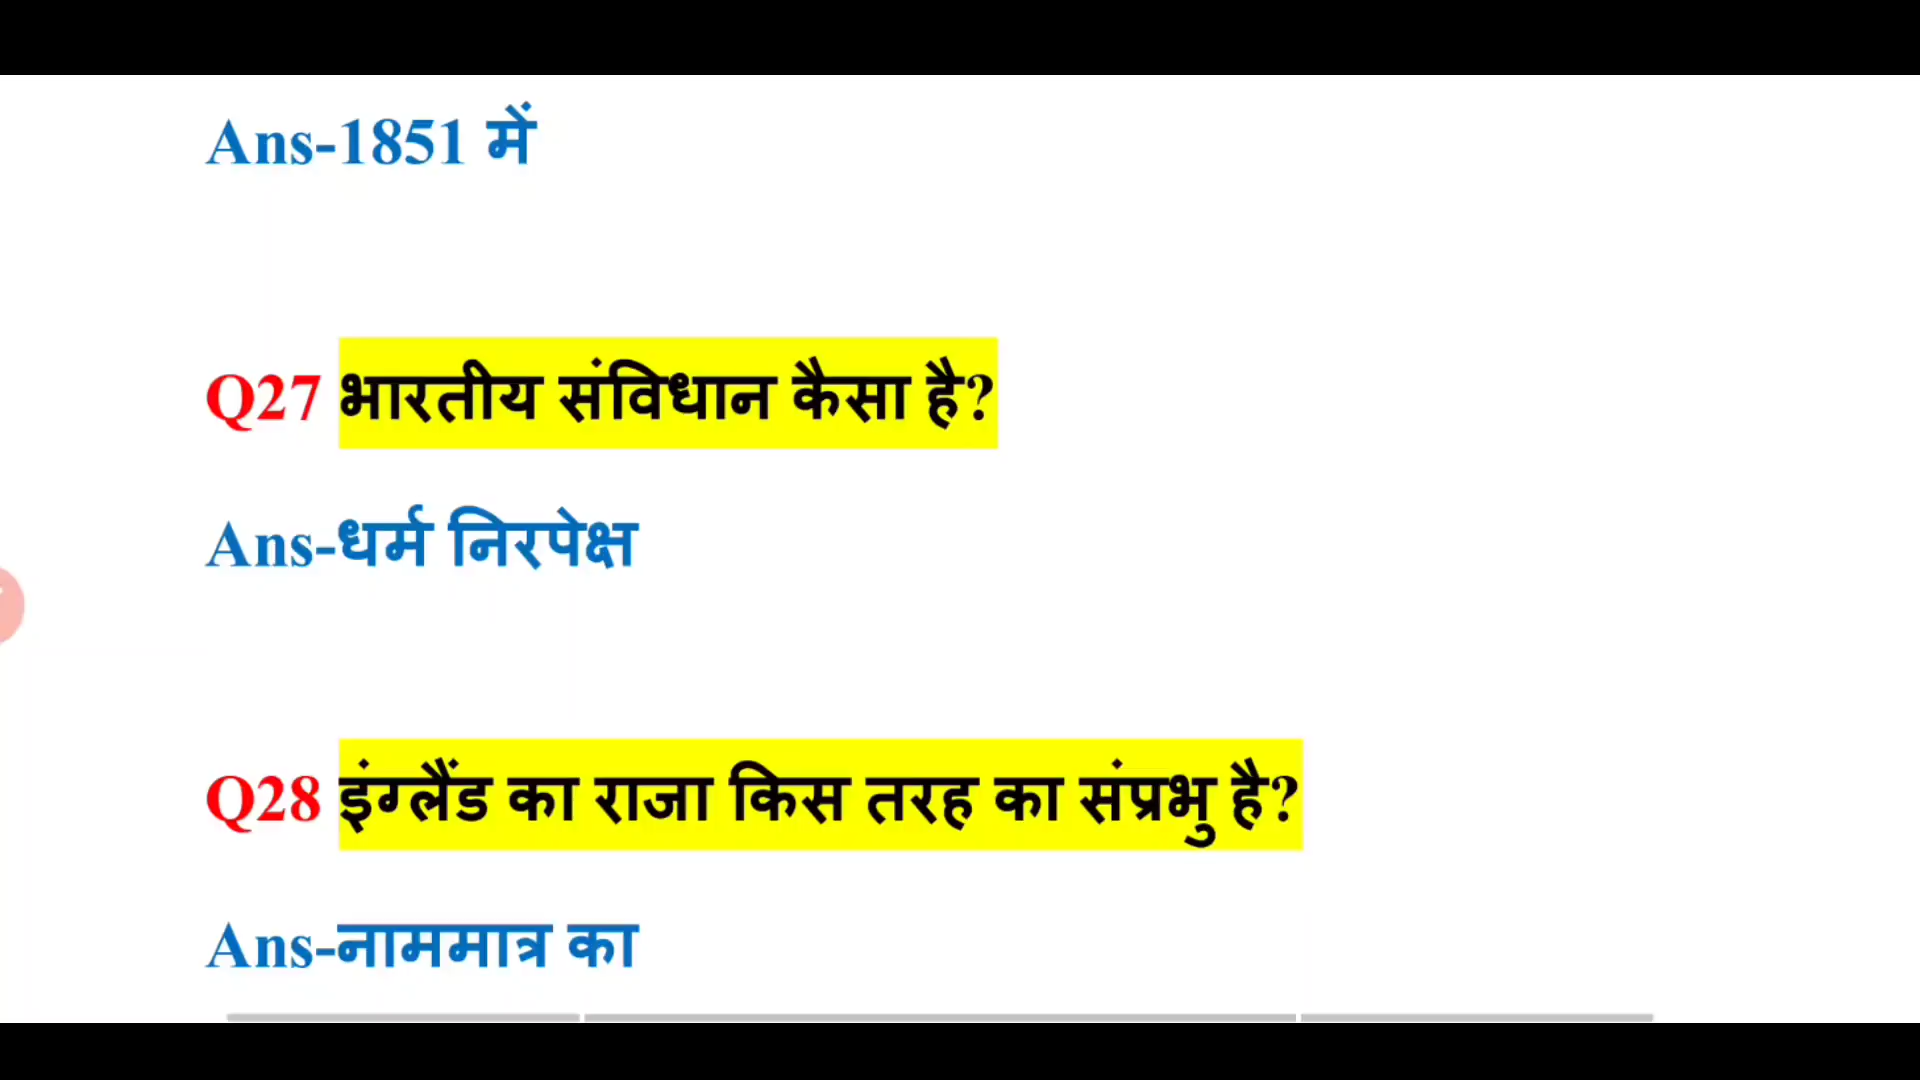 Ans-1851 में
Q27 भारतीय संविधान कैसा है?
Ans-धर्म निरपेक्ष
Q28 इंग्लैंड का राजा किस तरह का संप्रभु है?
Ans-नाममात्र का